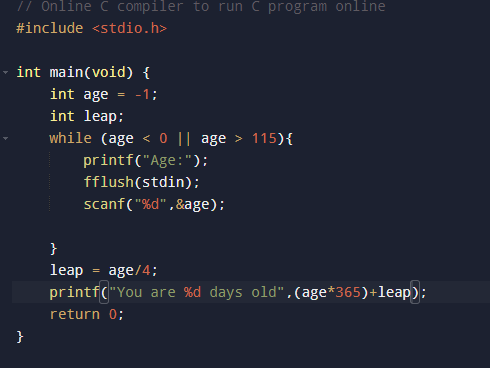 // Online C compiler to run C program online
#include <stdio.h>
int main(void) {
int age = -1;
int leap;
while (age < 0 || age > 115){
printf("Age:");
fflush(stdin);
scanf("%d",&age);
}
leap = age/4;
printf("You are %d days old",(age*365)+leap);
return 0;
}